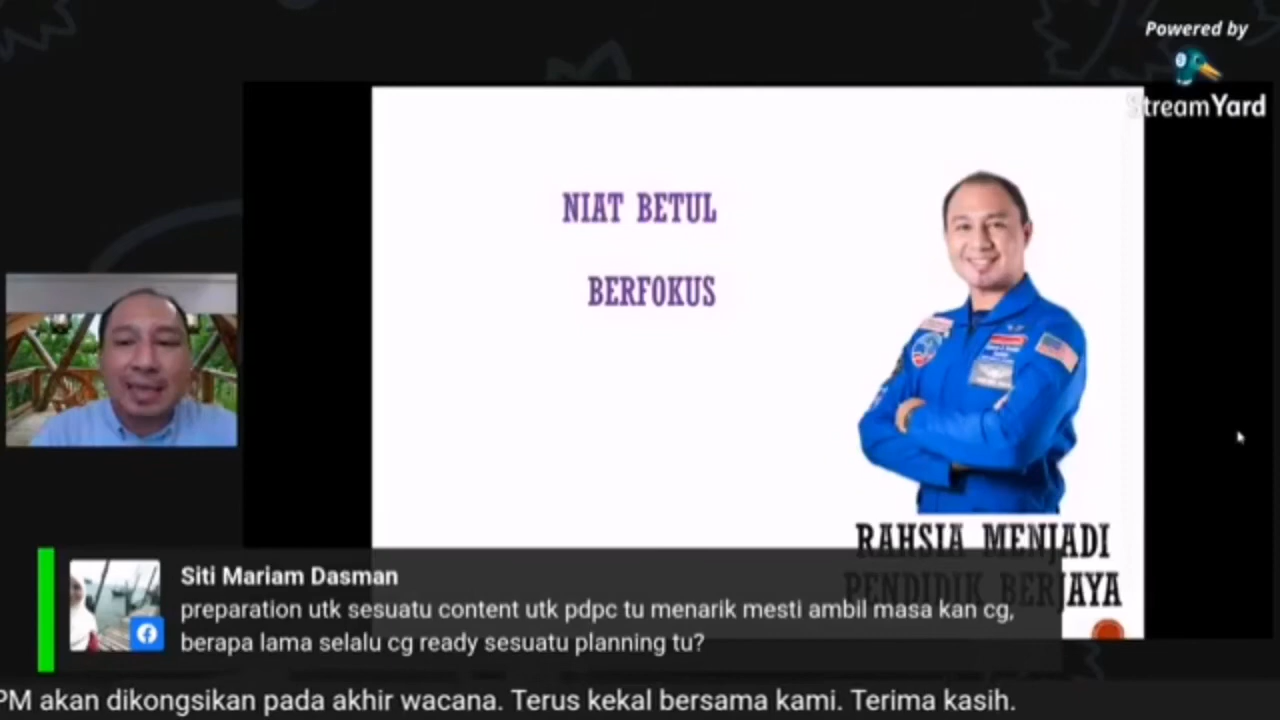 Powered by
StreamYard
NIAT BETUL
BERFOKUS
RAHSIA MENJADI
PENDIDIK BERJAYA
Siti Mariam Dasman
preparation utk sesuatu content utk pdpc tu menarik mesti ambil masa kan cg,
berapa lama selalu cg ready sesuatu planning tu?
PM akan dikongsikan pada akhir wacana. Terus kekal bersama kami. Terima kasih.